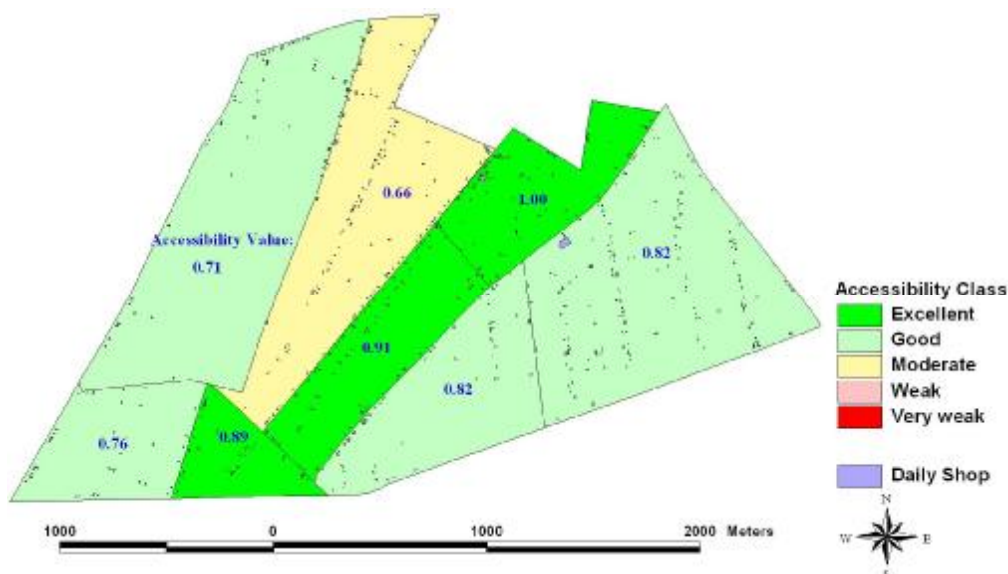 0.66
1.00
Accessibility Value:
0.71
0.82
0.91
0.82
0.76
0.89
Accessibility Class
Excellent
Good
Moderate
Weak
Very weak
Daily Shop
N
W
E
1000
0
1000
2000
Meters